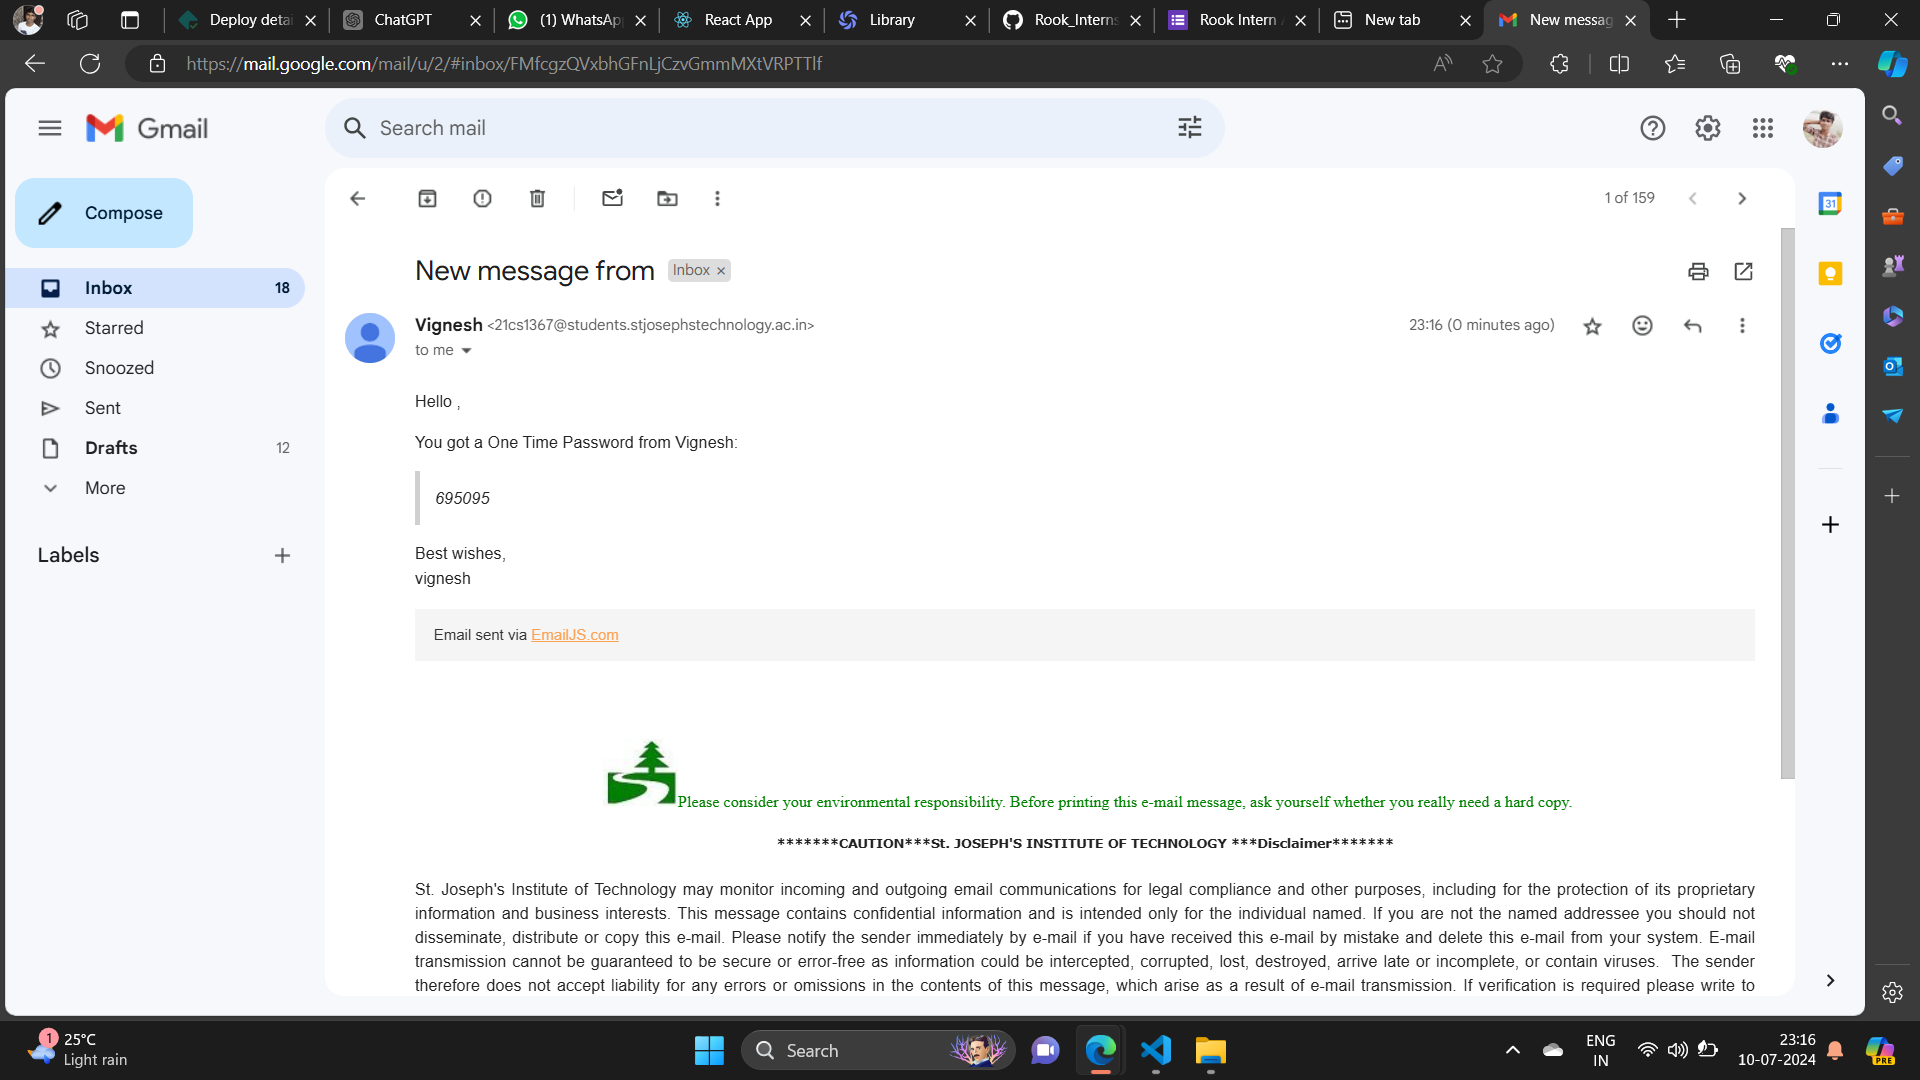 Deploy detai
ChatGPT
(1) WhatsAp
React App
Library
Rook_Interns
Rook Intern A
New tab
New messag
https://mail.google.com/mail/u/2/#inbox/FMfcgzQVxbhGFnLjCzvGmmMXtVRPTTlf
Gmail
Search mail
Compose
1 of 159
31
Inbox 18
Starred
Snoozed
Sent
Drafts 12
More
Labels
New message from Inbox ×
Vignesh <21cs1367@students.stjosephstechnology.ac.in>
23:16 (0 minutes ago)
to me
Hello ,
You got a One Time Password from Vignesh:
695095
Best wishes,
vignesh
Email sent via EmailJS.com
Please consider your environmental responsibility. Before printing this e-mail message, ask yourself whether you really need a hard copy.
*******CAUTION***St. JOSEPH'S INSTITUTE OF TECHNOLOGY ***Disclaimer*******
St. Joseph's Institute of Technology may monitor incoming and outgoing email communications for legal compliance and other purposes, including for the protection of its proprietary
information and business interests. This message contains confidential information and is intended only for the individual named. If you are not the named addressee you should not
disseminate, distribute or copy this e-mail. Please notify the sender immediately by e-mail if you have received this e-mail by mistake and delete this e-mail from your system. E-mail
transmission cannot be guaranteed to be secure or error-free as information could be intercepted, corrupted, lost, destroyed, arrive late or incomplete, or contain viruses. The sender
therefore does not accept liability for any errors or omissions in the contents of this message, which arise as a result of e-mail transmission. If verification is required please write to
1
25°C
Light rain
Search
ENG
IN
23:16
10-07-2024
PRE